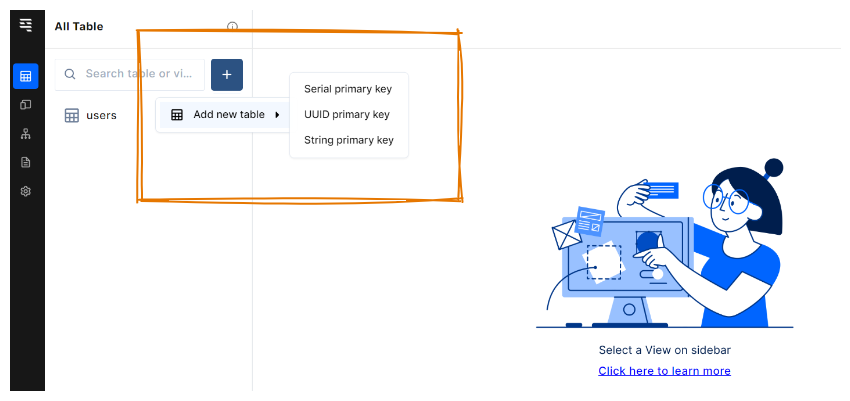 All Table
Search table or vi...
+
users
Add new table
Serial primary key
UUID primary key
String primary key
Select a View on sidebar
Click here to learn more